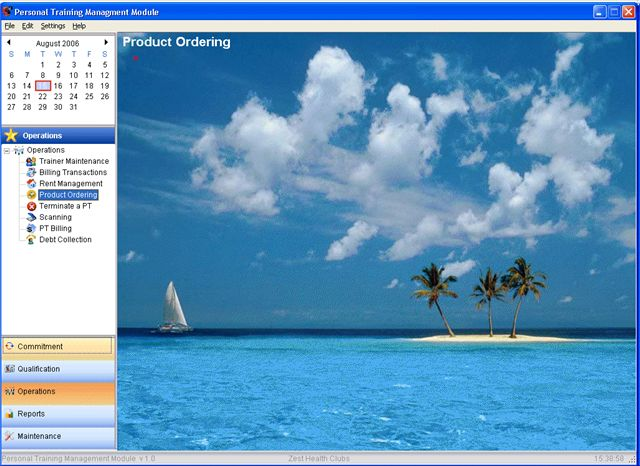 Personal Training Managment Module
File Edit Settings Help
August 2006
S M T W T F S
1 2 3 4 5
6 7 8 9 10 11 12
13 14 15 16 17 18 19
20 21 22 23 24 25 26
27 28 29 30 31
Operations
Operations
Trainer Maintenance
Billing Transactions
Rent Management
Product Ordering
Terminate a PT
Scanning
PT Billing
Debt Collection
Commitment
Qualification
Operations
Reports
Maintenance
Product Ordering
Personal Training Management Module v 1.0
Zest Health Clubs
15:38:58